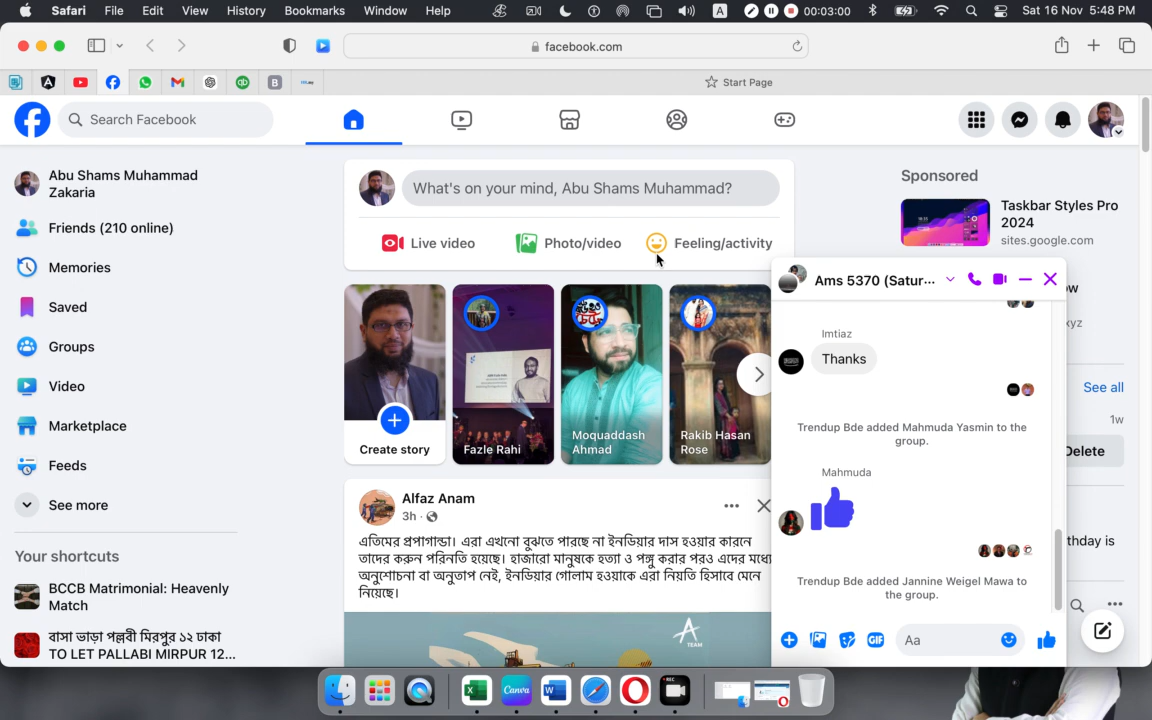 Safari File Edit View History Bookmarks Window Help 00:03:00 Sat 16 Nov 5:48 PM
facebook.com
Start Page
Search Facebook
Abu Shams Muhammad
Zakaria
Friends (210 online)
Memories
Saved
Groups
Video
Marketplace
Feeds
See more
Your shortcuts
BCCB Matrimonial: Heavenly
Match
বাসা ভাড়া পল্লবী মিরপুর ১২ ঢাকা
TO LET PALLABI MIRPUR 12...
What's on your mind, Abu Shams Muhammad?
Live video Photo/video Feeling/activity
Create story
Fazle Rahi
Moquaddash
Ahmad
Rakib Hasan
Rose
Alfaz Anam
3h ·
এতিমের প্রপাগান্ডা। এরা এখনো বুঝতে পারছে না ইনডিয়ার দাস হওয়ার কারনে
তাদের করুন পরিনতি হয়েছে। হাজারো মানুষকে হত্যা ও পঙ্গু করার পরও এদের মধ্যে
অনুশোচনা বা অনুতাপ নেই, ইনডিয়ার গোলাম হওয়াকে এরা নিয়তি হিসাবে মেনে
নিয়েছে।
A TEAM
Sponsored
Taskbar Styles Pro
2024
sites.google.com
ow
xyz
See all
1w
Delete
thday is
Ams 5370 (Satur...
Imtiaz
Thanks
Trendup Bde added Mahmuda Yasmin to the
group.
Mahmuda
Trendup Bde added Jannine Weigel Mawa to
the group.
GIF
Aa
Canva
REC